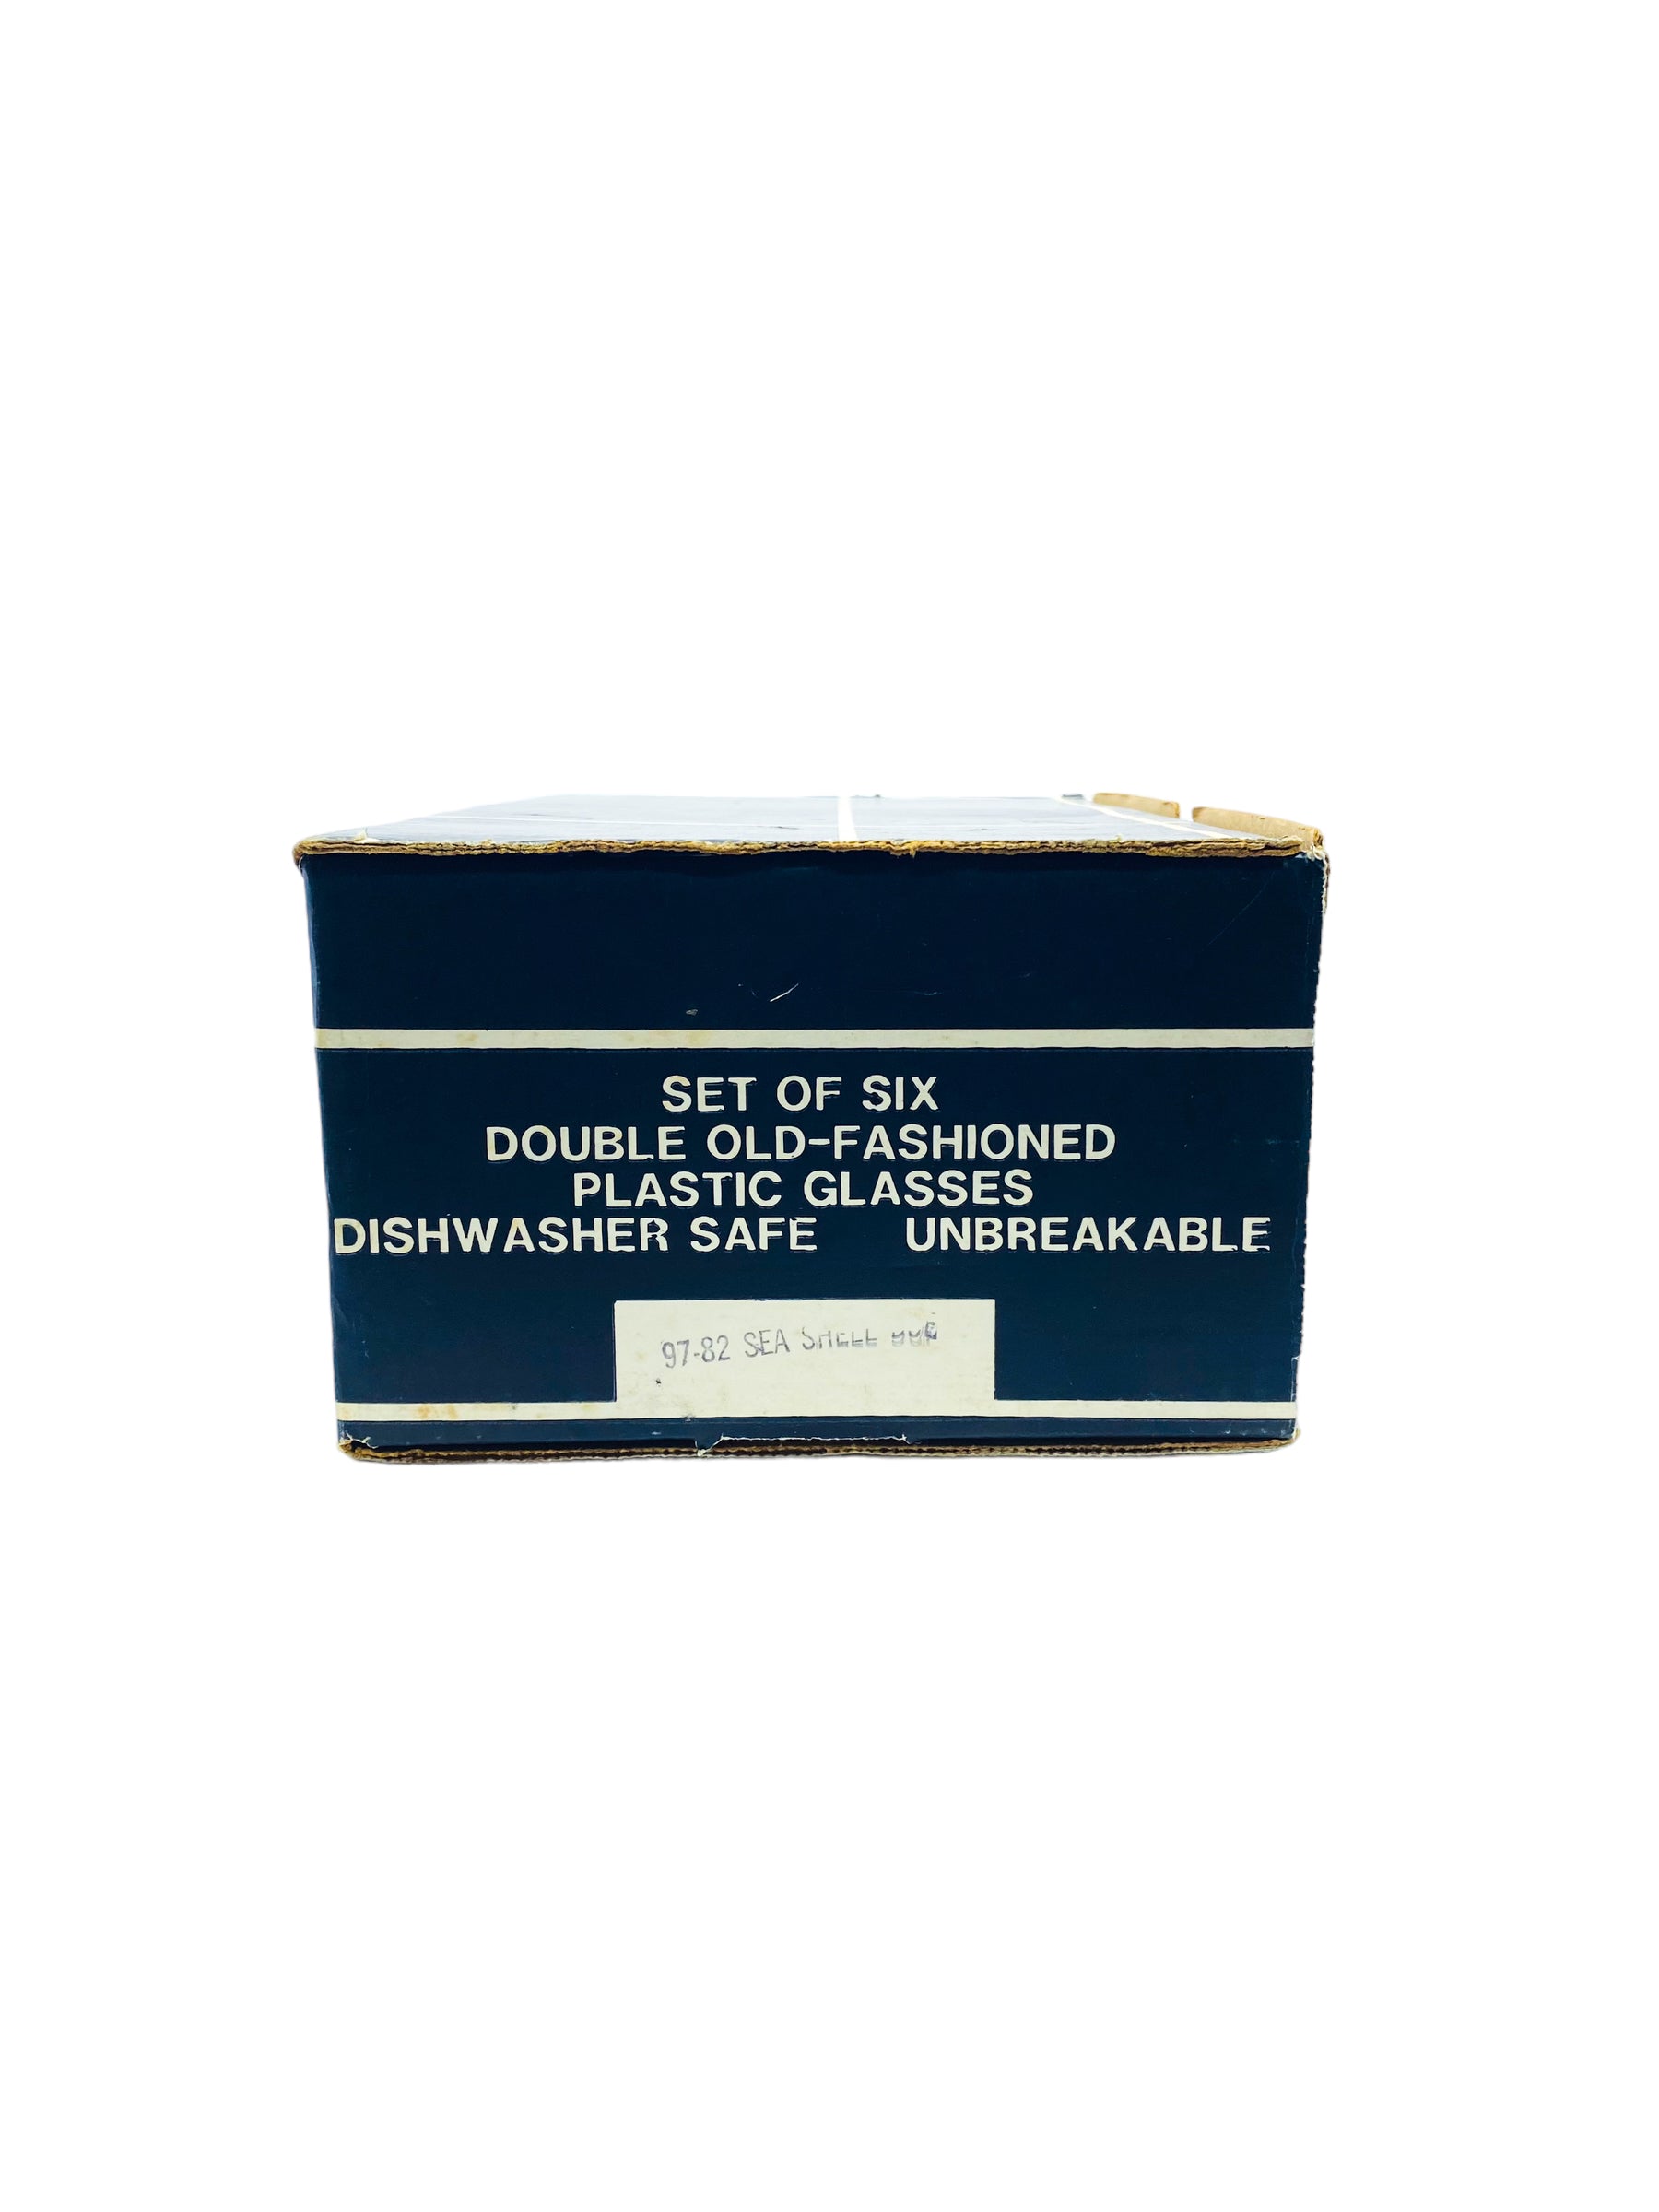 SET OF SIX
DOUBLE OLD-FASHIONED
PLASTIC GLASSES
DISHWASHER SAFE UNBREAKABLE
97-82 SEA SHELL